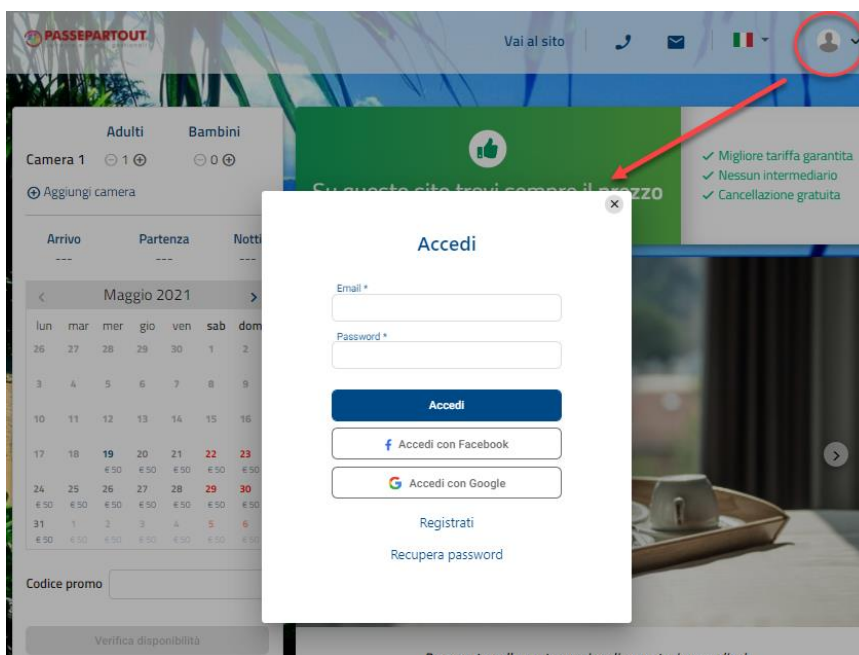 PASSEPARTOUT
Vai al sito
Adulti Bambini
Camera 1 1 0
Aggiungi camera
Arrivo Partenza Notti
--- --- ---
Maggio 2021
lun mar mer gio ven sab dom
26 27 28 29 30 1 2
3 4 5 6 7 8 9
10 11 12 13 14 15 16
17 18 19 20 21 22 23
€ 50 € 50 € 50 € 50 € 50
24 25 26 27 28 29 30
€ 50 € 50 € 50 € 50 € 50 € 50 € 50
31 1 2 3 4 5 6
€ 50 € 50 € 50 € 50 € 50 € 50 € 50
Codice promo
Verifica disponibilità
Su questo sito trovi sempre il prezzo
Migliore tariffa garantita
Nessun intermediario
Cancellazione gratuita
Accedi
Email *
Password *
Accedi
Accedi con Facebook
Accedi con Google
Registrati
Recupera password